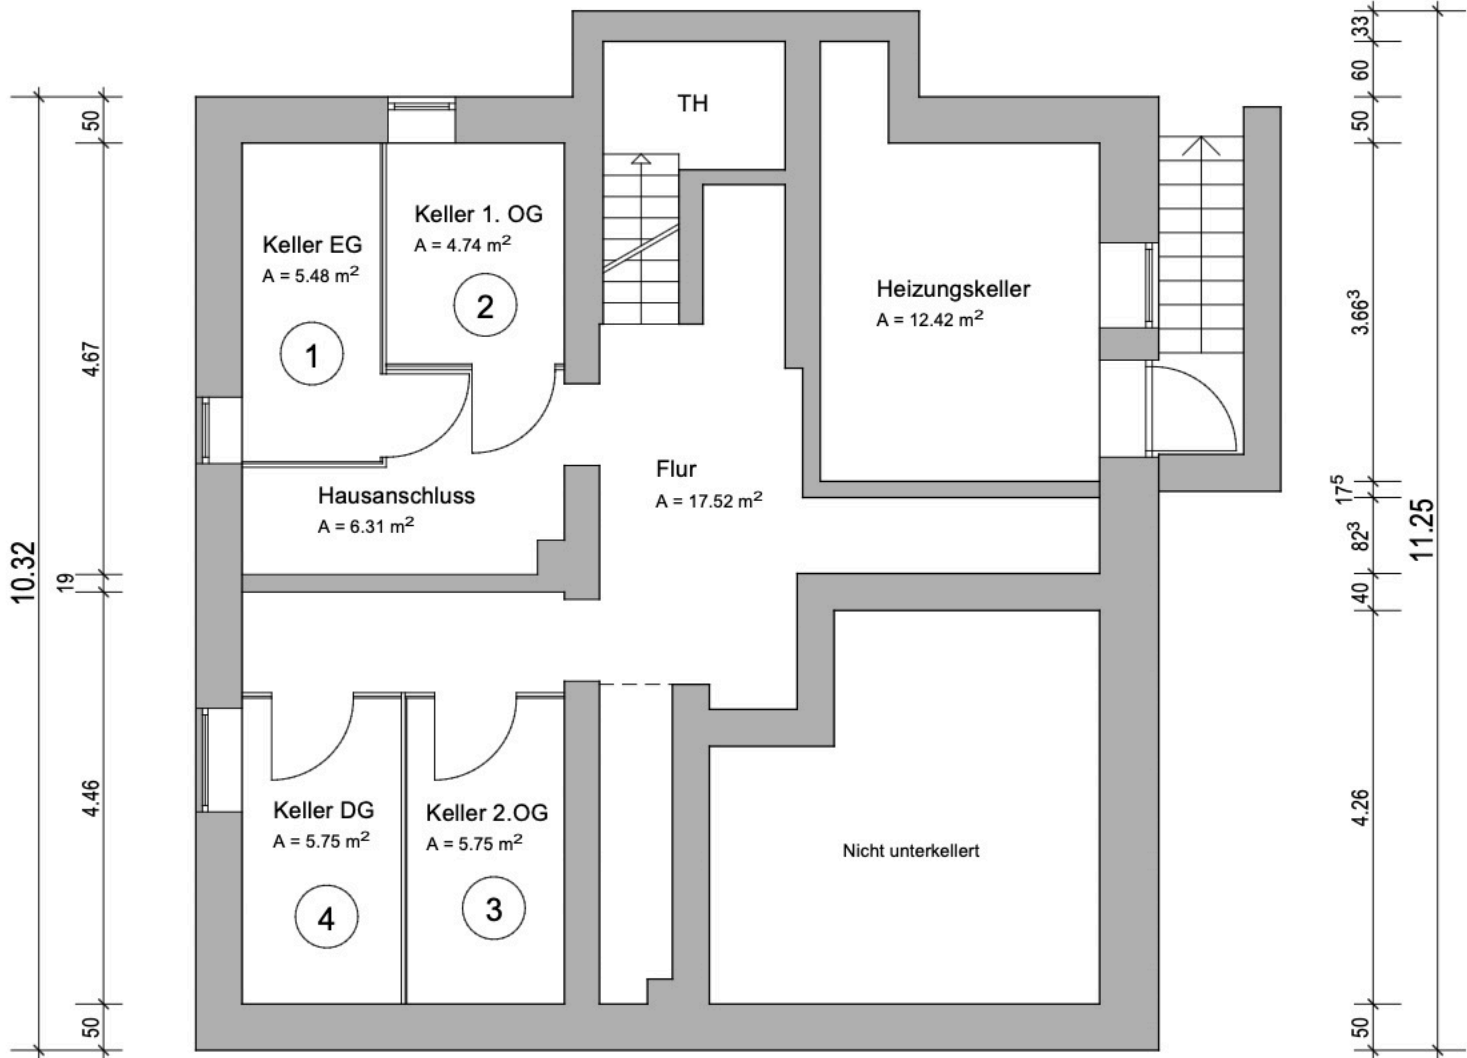 TH
Keller EG
A = 5.48 m²
1
Keller 1. OG
A = 4.74 m²
2
Heizungskeller
A = 12.42 m²
Hausanschluss
A = 6.31 m²
Flur
A = 17.52 m²
Keller DG
A = 5.75 m²
4
Keller 2.OG
A = 5.75 m²
3
Nicht unterkellert
10.32
50
4.67
19
4.46
50
33
60
50
3.66³
17⁵
82³
40
4.26
50
11.25